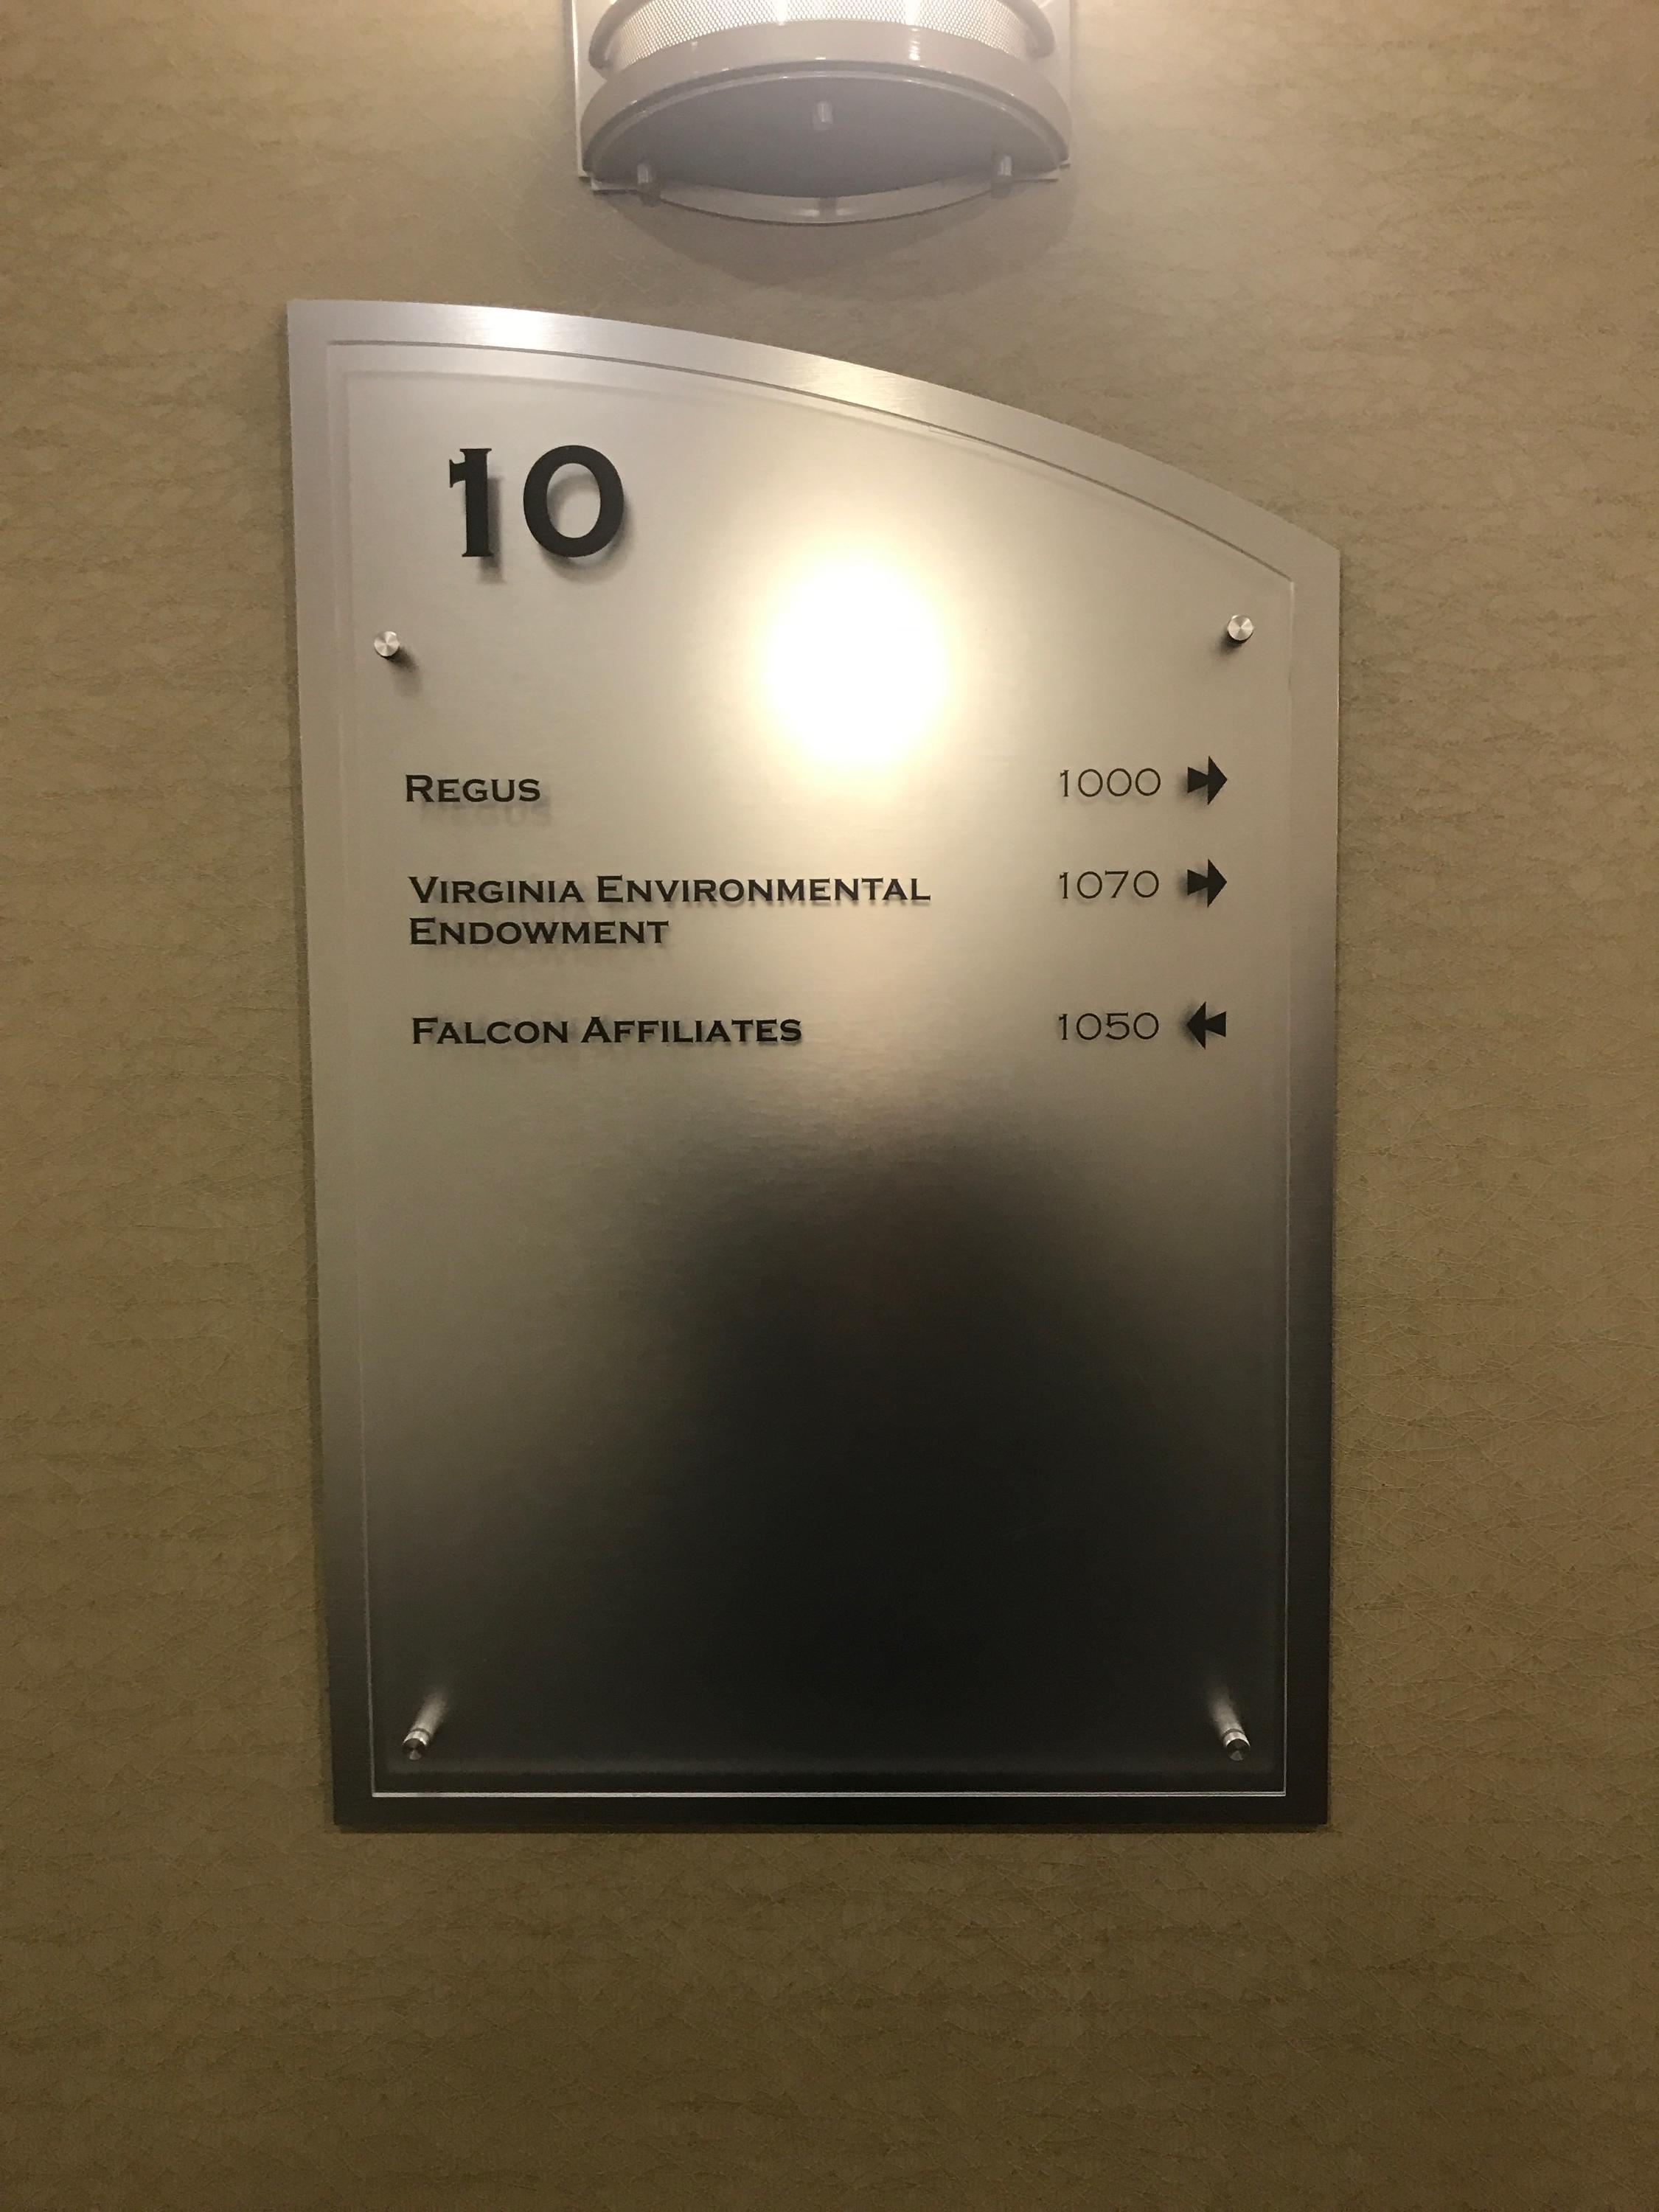 10
REGUS 1000
VIRGINIA ENVIRONMENTAL 1070
ENDOWMENT
FALCON AFFILIATES 1050